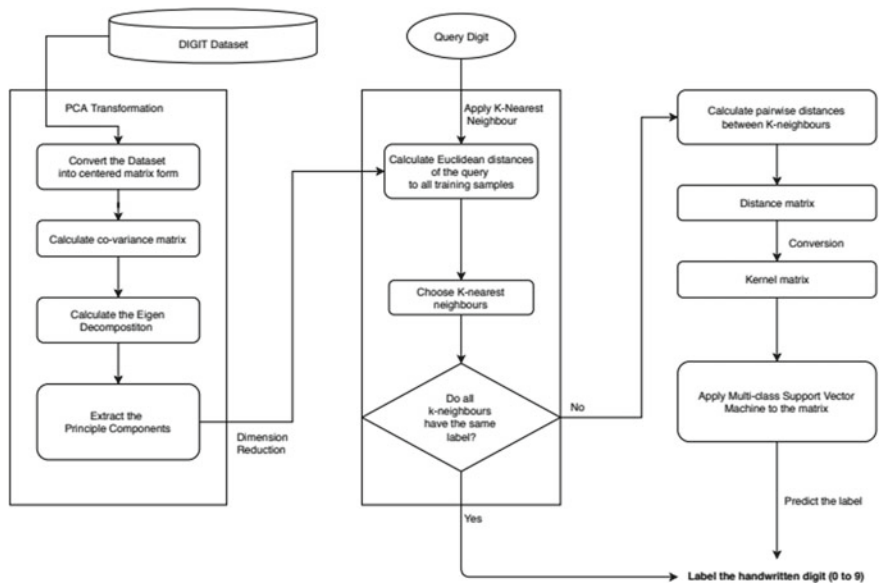 DIGIT Dataset
Query Digit
PCA Transformation
Convert the Dataset
into centered matrix form
Calculate co-variance matrix
Calculate the Eigen
Decompostiton
Extract the
Principle Components
Dimension
Reduction
Apply K-Nearest
Neighbour
Calculate Euclidean distances
of the query
to all training samples
Choose K-nearest
neighbours
Do all
k-neighbours
have the same
label?
No
Yes
Calculate pairwise distances
between K-neighbours
Distance matrix
Conversion
Kernel matrix
Apply Multi-class Support Vector
Machine to the matrix
Predict the label
Label the handwritten digit (0 to 9)